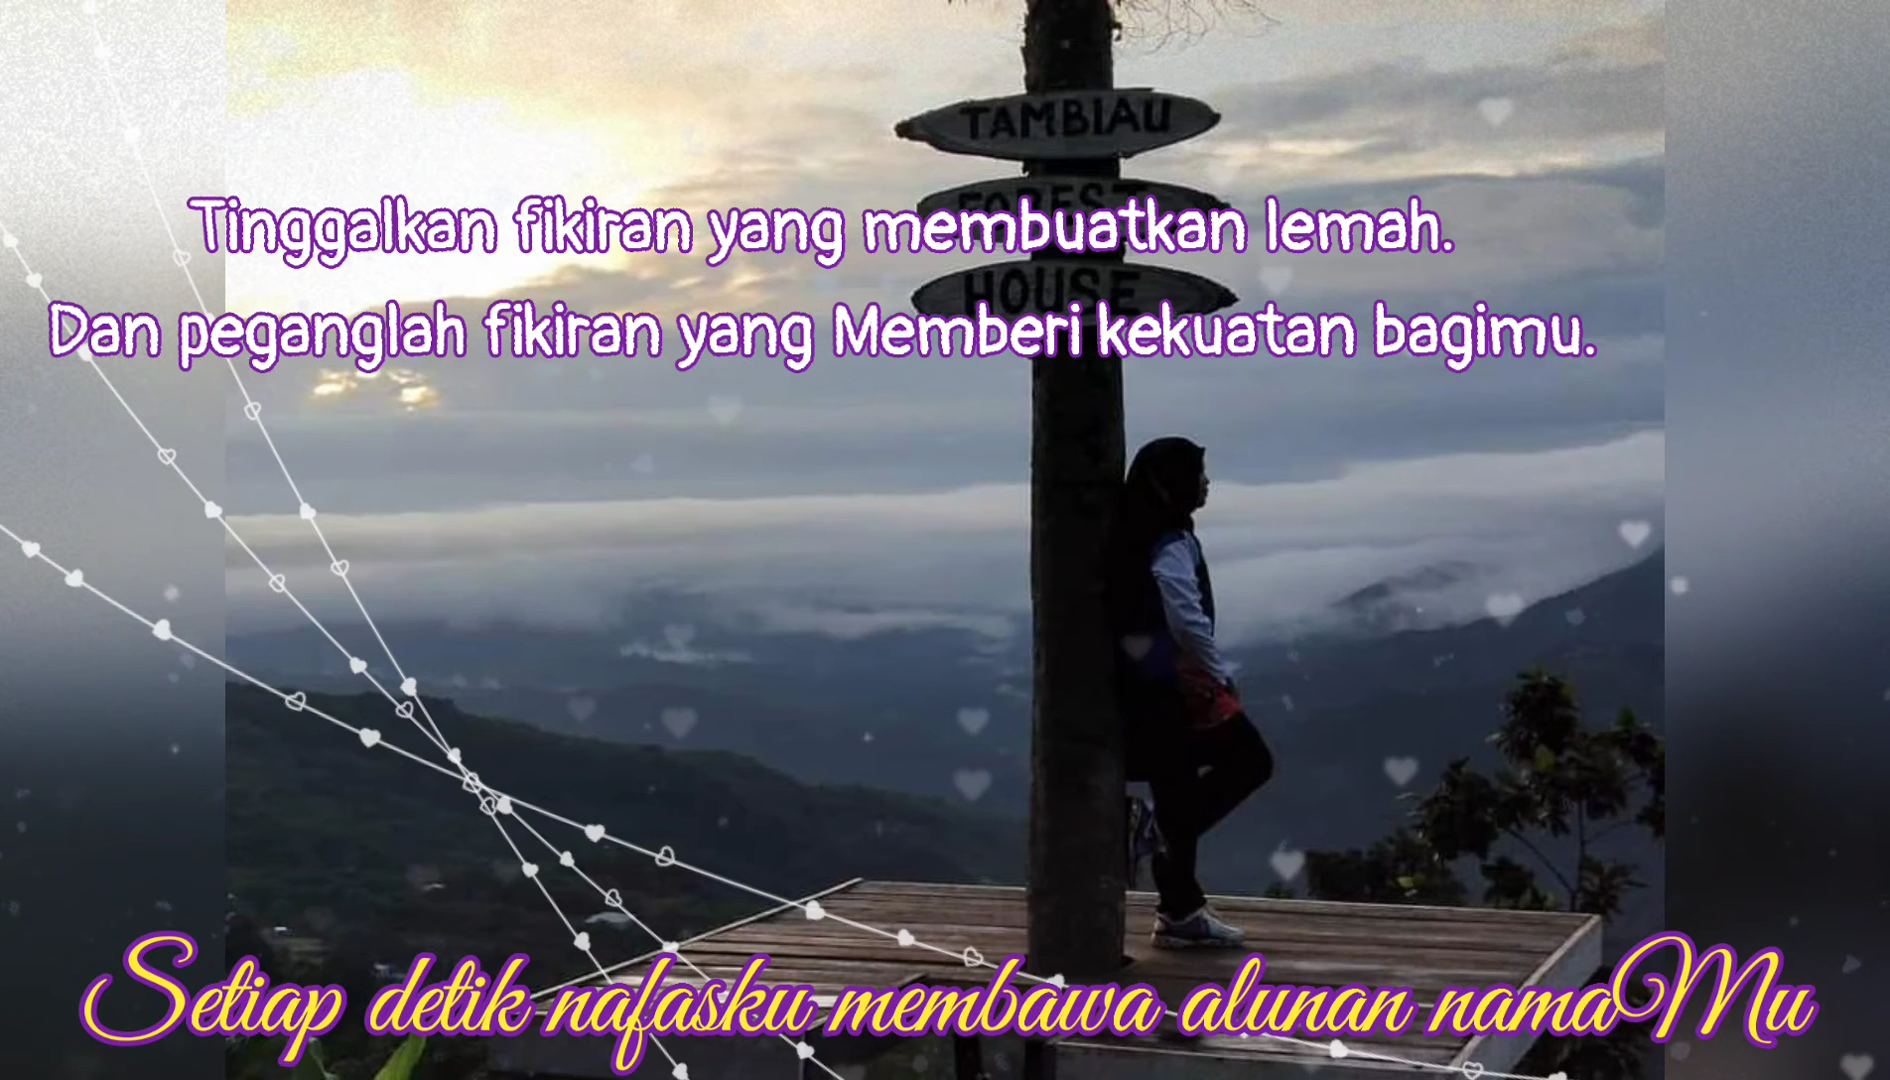 TAMBIAU
FOREST
HOUSE
Tinggalkan fikiran yang membuatkan lemah.
Dan peganglah fikiran yang Memberi kekuatan bagimu.
Setiap detik nafasku membawa alunan namaMu